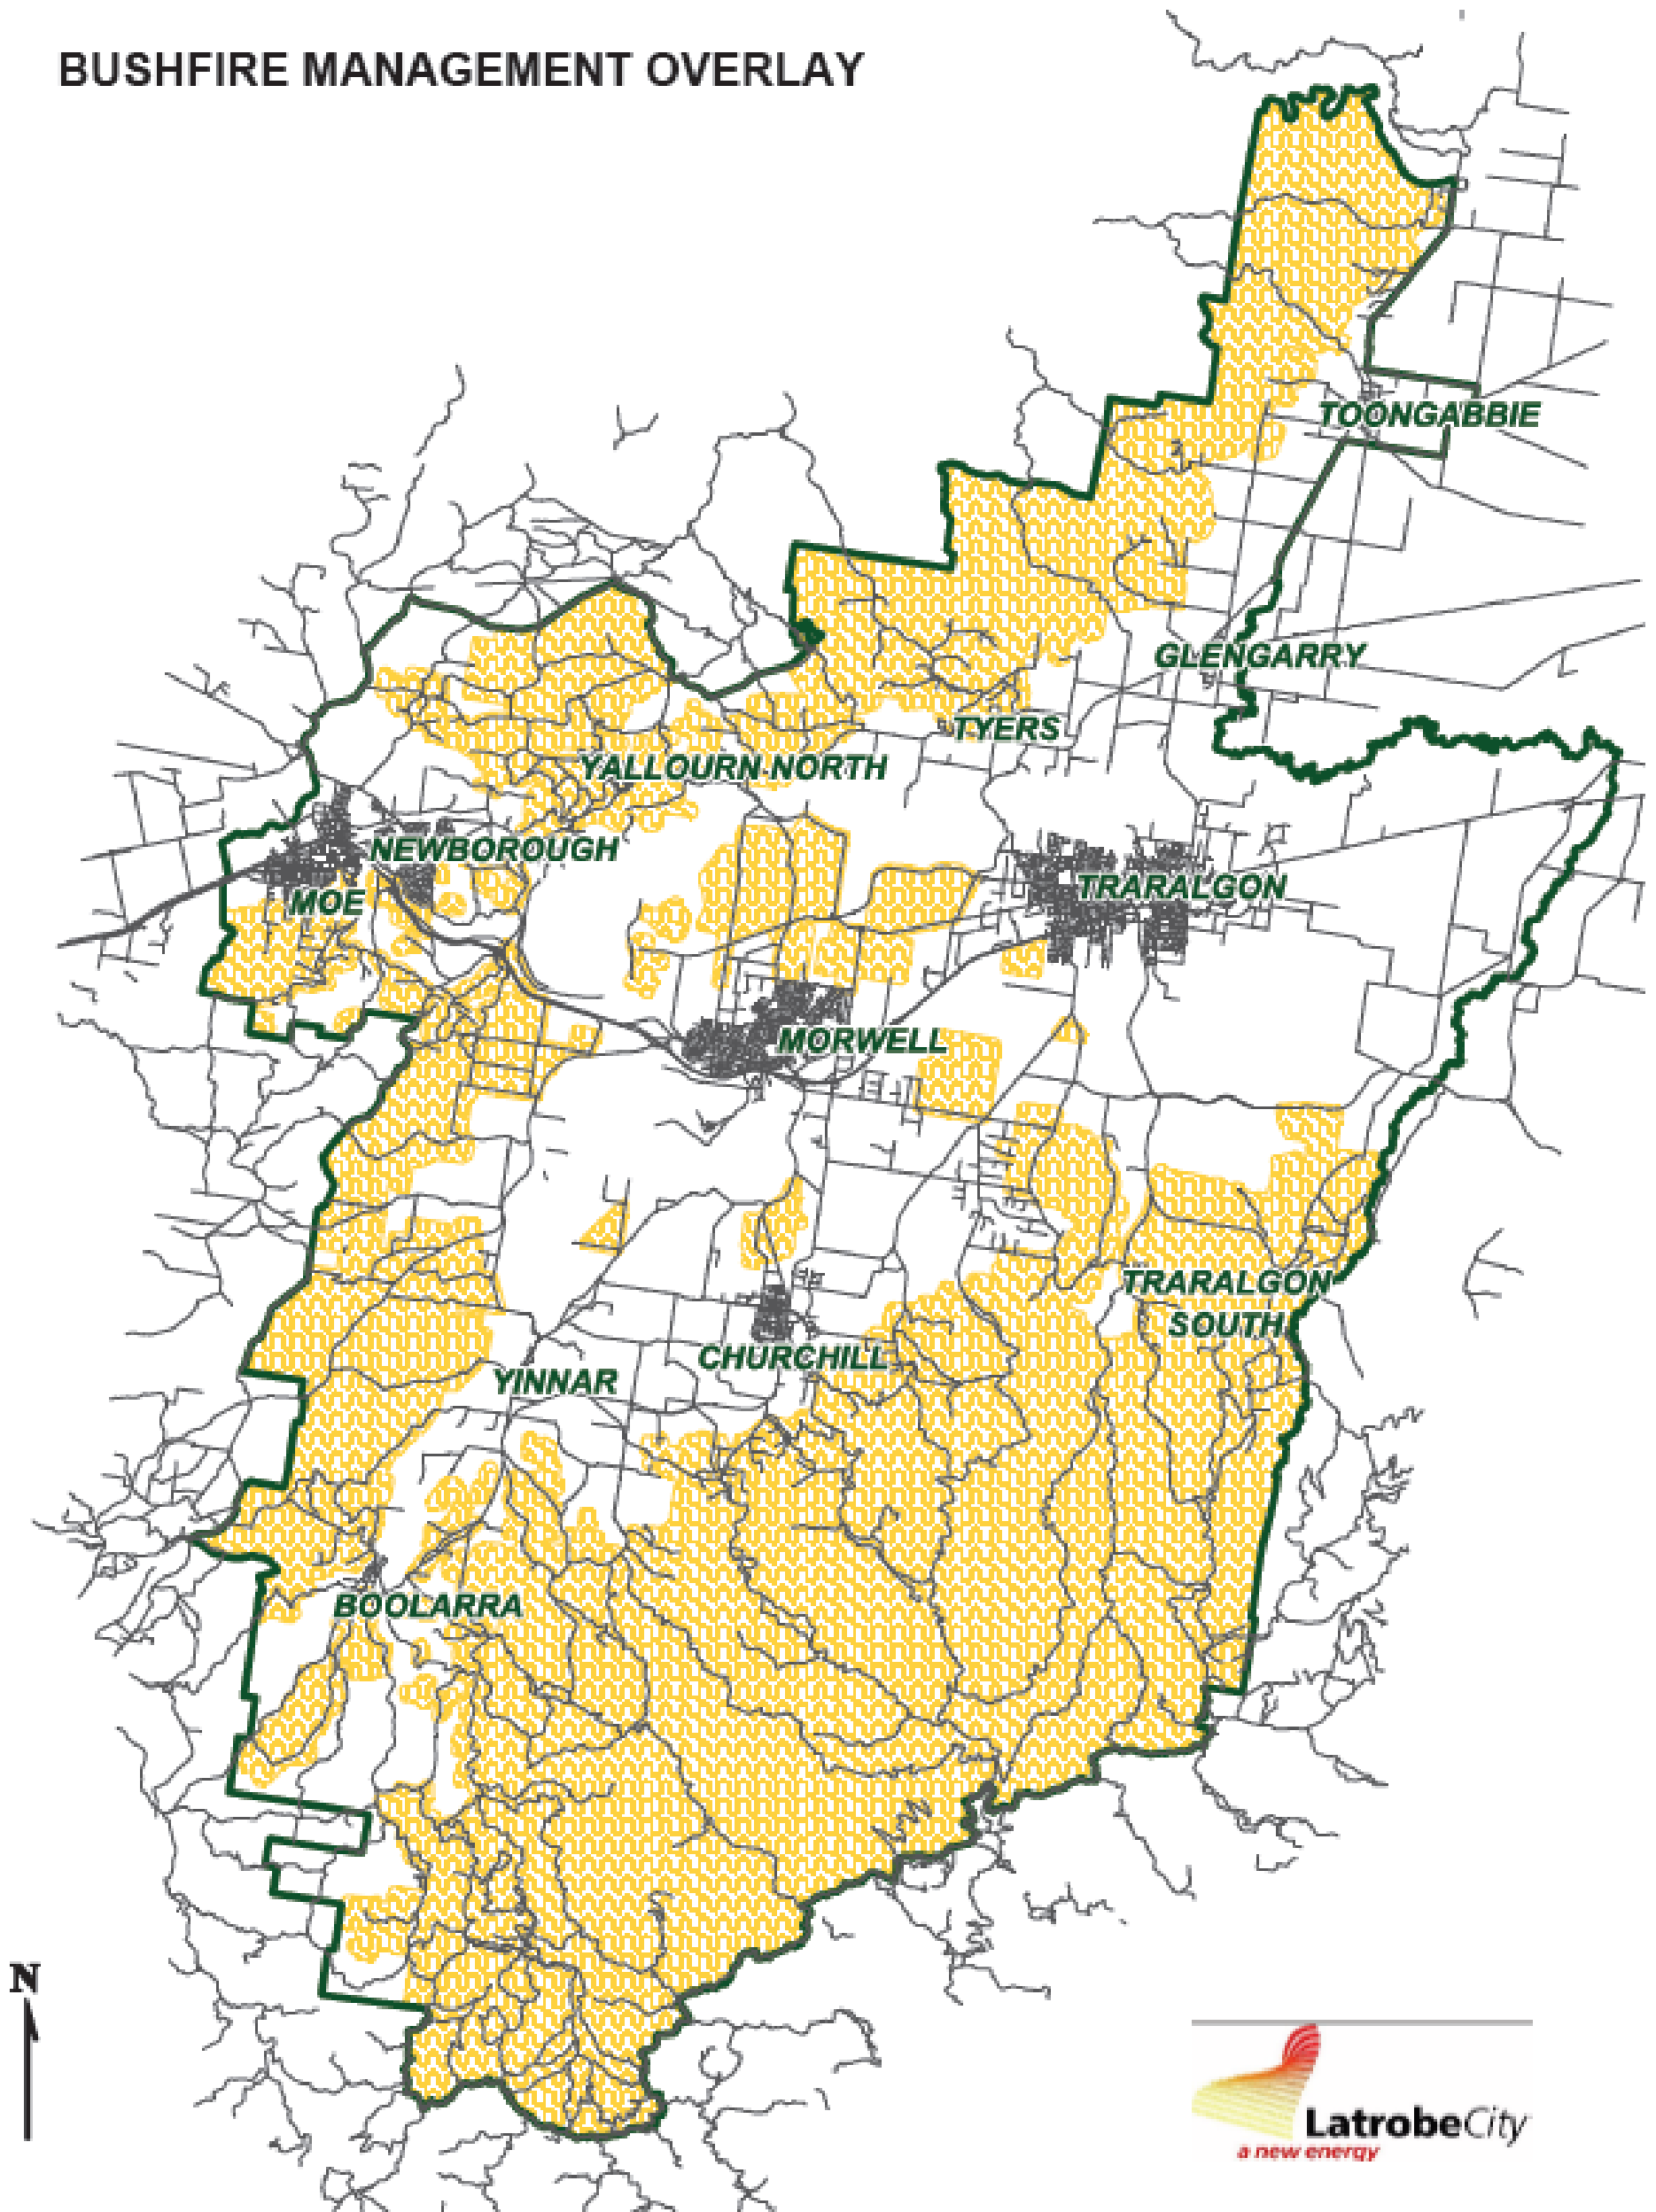 BUSHFIRE MANAGEMENT OVERLAY
TOONGABBIE
GLENGARRY
TYERS
YALLOURN NORTH
NEWBOROUGH
TRARALGON
MOE
MORWELL
TRARALGON
SOUTH
CHURCHILL
YINNAR
BOOLARRA
N
LatrobeCity
a new energy